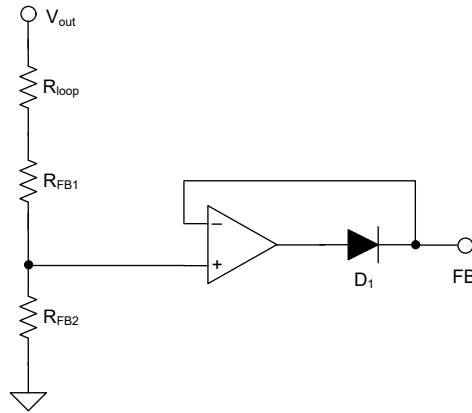 Vout
Rloop
RFB1
−
+
D1
FB
RFB2